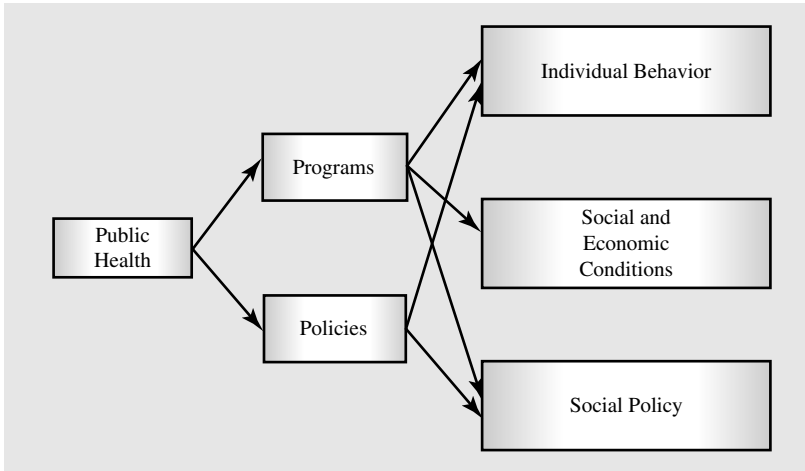 Public
Health
Programs
Policies
Individual Behavior
Social and
Economic
Conditions
Social Policy